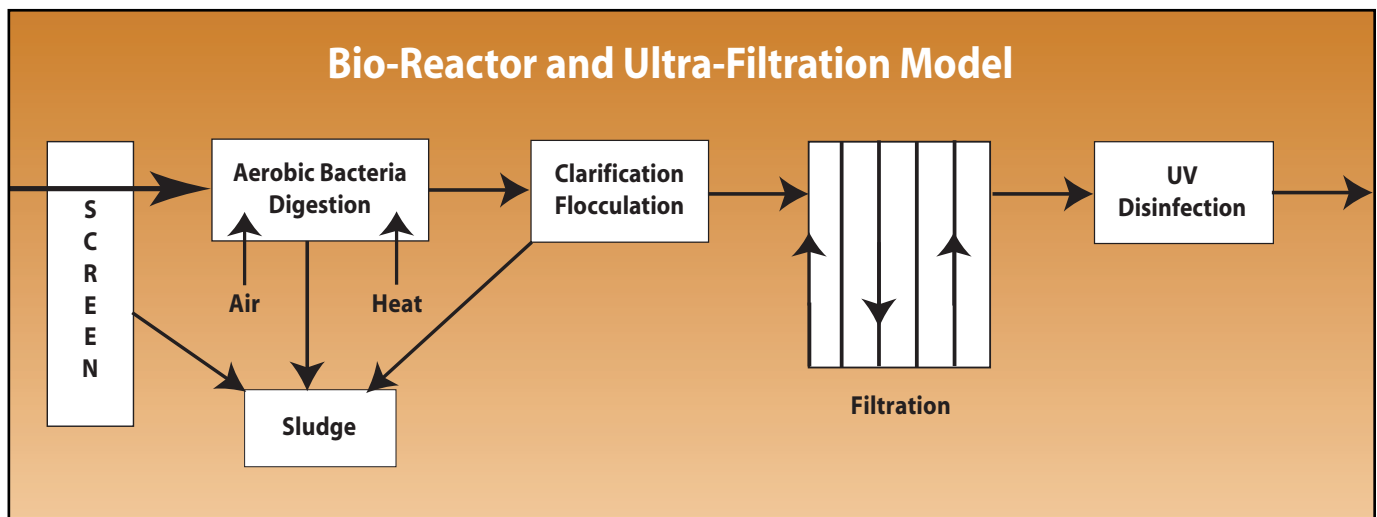 Bio-Reactor and Ultra-Filtration Model
S
C
R
E
E
N
Aerobic Bacteria
Digestion
Air
Heat
Sludge
Clarification
Flocculation
Filtration
UV
Disinfection